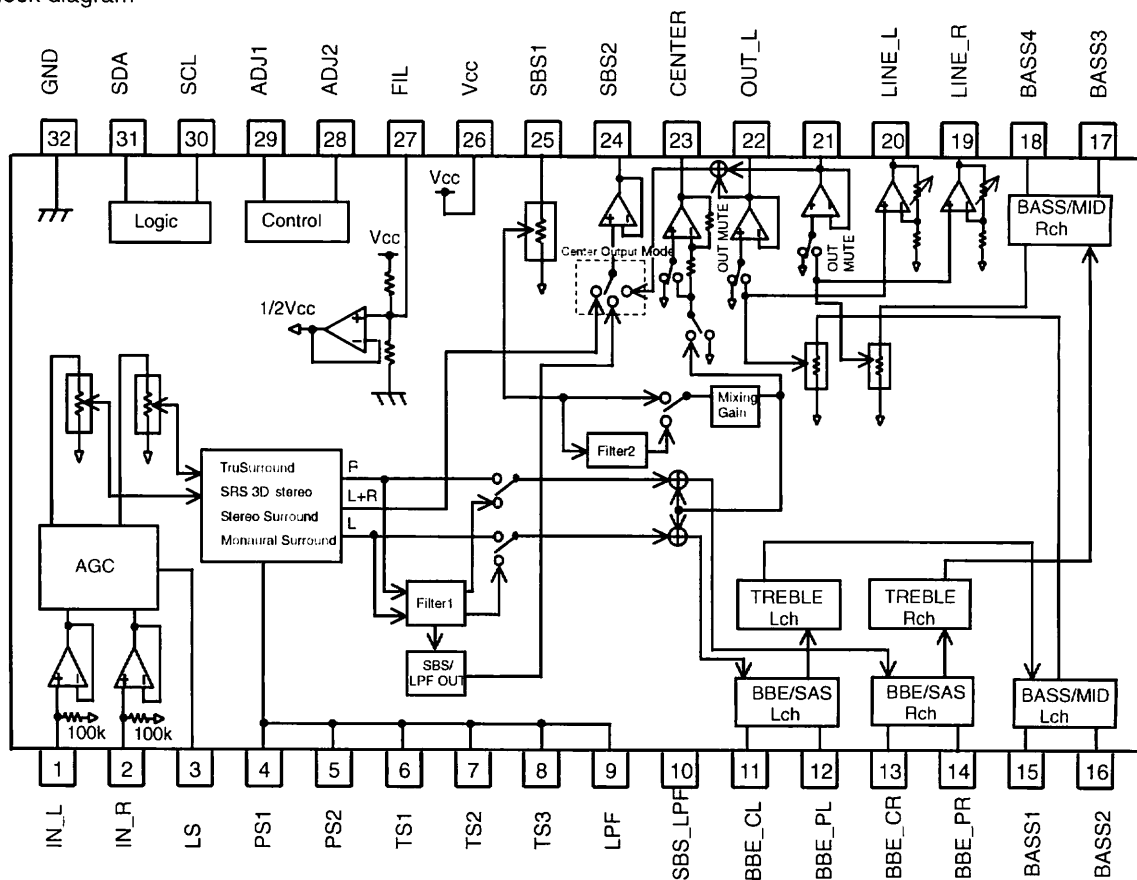 ock diagram
GND
SDA
SCL
ADJ1
ADJ2
FIL
Vcc
SBS1
SBS2
CENTER
OUT_L
LINE_L
LINE_R
BASS4
BASS3
32
31
30
29
28
27
26
25
24
23
22
21
20
19
18
17
Logic
Control
Vcc
Vcc
1/2Vcc
Center Output Mode
OUT MUTE
OUT
MUTE
BASS/MID
Rch
Mixing
Gain
Filter2
TruSurround
SRS 3D stereo
Stereo Surround
Monaural Surround
R
L+R
L
AGC
Filter1
SBS/
LPF OUT
TREBLE
Lch
TREBLE
Rch
BBE/SAS
Lch
BBE/SAS
Rch
BASS/MID
Lch
+
-
100k
100k
1
2
3
4
5
6
7
8
9
10
11
12
13
14
15
16
IN_L
IN_R
LS
PS1
PS2
TS1
TS2
TS3
LPF
SBS_LPF
BBE_CL
BBE_PL
BBE_CR
BBE_PR
BASS1
BASS2